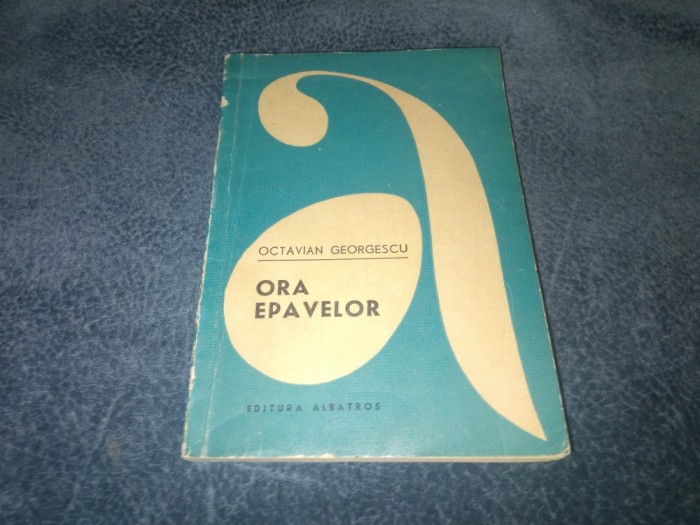 OCTAVIAN GEORGESCU
ORA
EPAVELOR
EDITURA ALBATROS